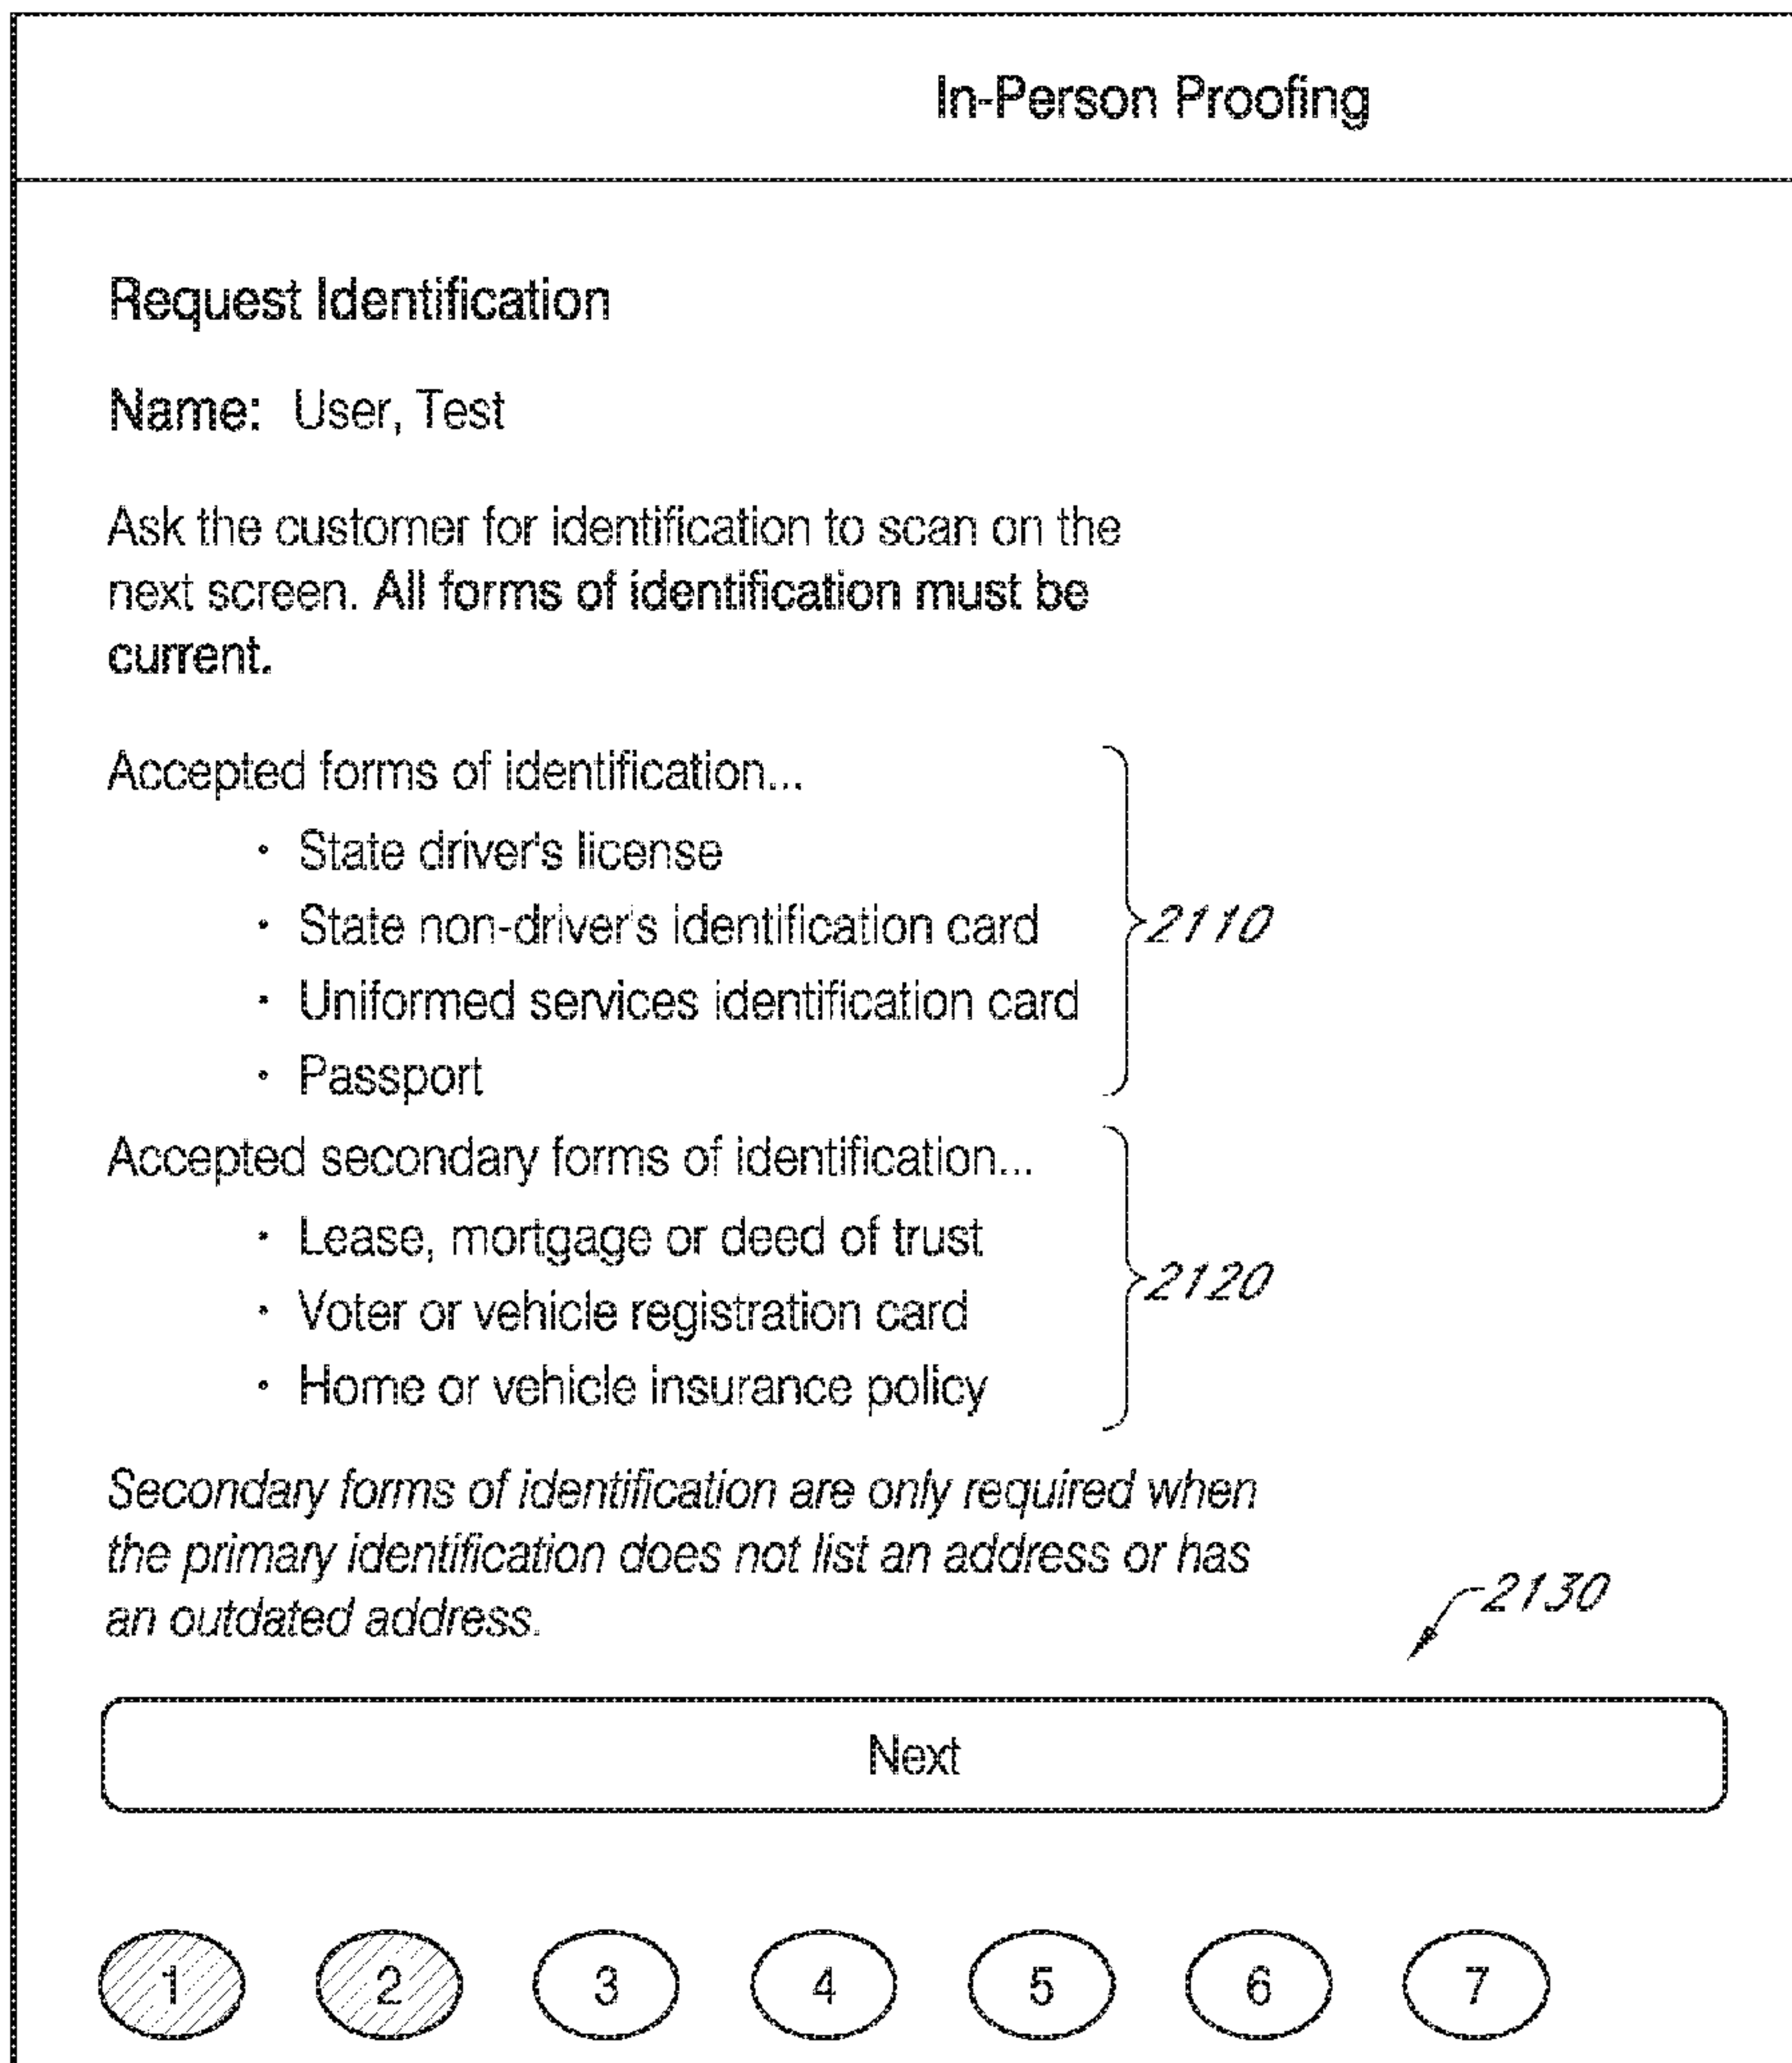 In-Person Proofing
Request Identification
Name: User, Test
Ask the customer for identification to scan on the
next screen. All forms of identification must be
current.
Accepted forms of identification...
• State driver's license
• State non-driver's identification card
• Uniformed services identification card
• Passport
2110
Accepted secondary forms of identification...
• Lease, mortgage or deed of trust
• Voter or vehicle registration card
• Home or vehicle insurance policy
2120
Secondary forms of identification are only required when
the primary identification does not list an address or has
an outdated address.
2130
Next
1 2 3 4 5 6 7